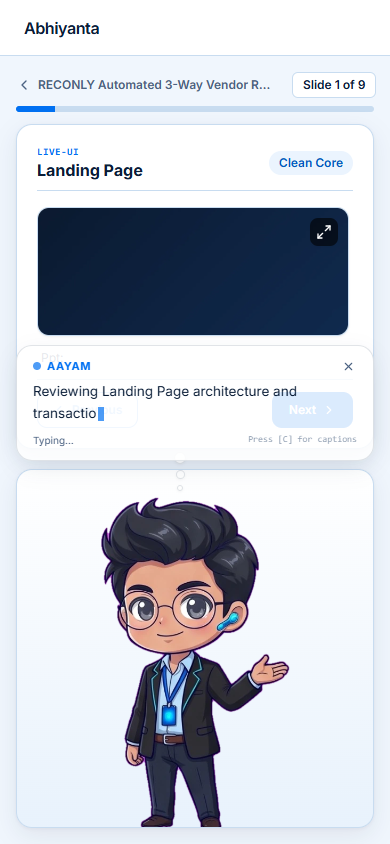 Abhiyanta
RECONLY Automated 3-Way Vendor R...
Slide 1 of 9
LIVE-UI
Landing Page
Clean Core
AAYAM
Reviewing Landing Page architecture and
transactio
Next
Typing...
Press [C] for captions